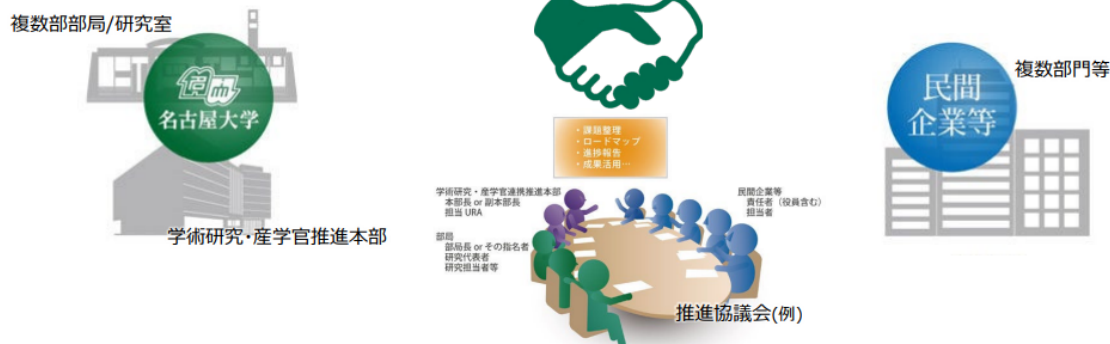 複数部部局/研究室
名古屋大学
学術研究・産学官推進本部
・課題整理
・ロードマップ
・進捗報告
・成果活用…
学術研究・産学官連携推進本部
本部長 or 副本部長
担当 URA
部局
部局長 or その指名者
研究代表者
研究担当者等
民間企業等
責任者（役員含む）
担当者
推進協議会(例)
民間
企業等
複数部門等